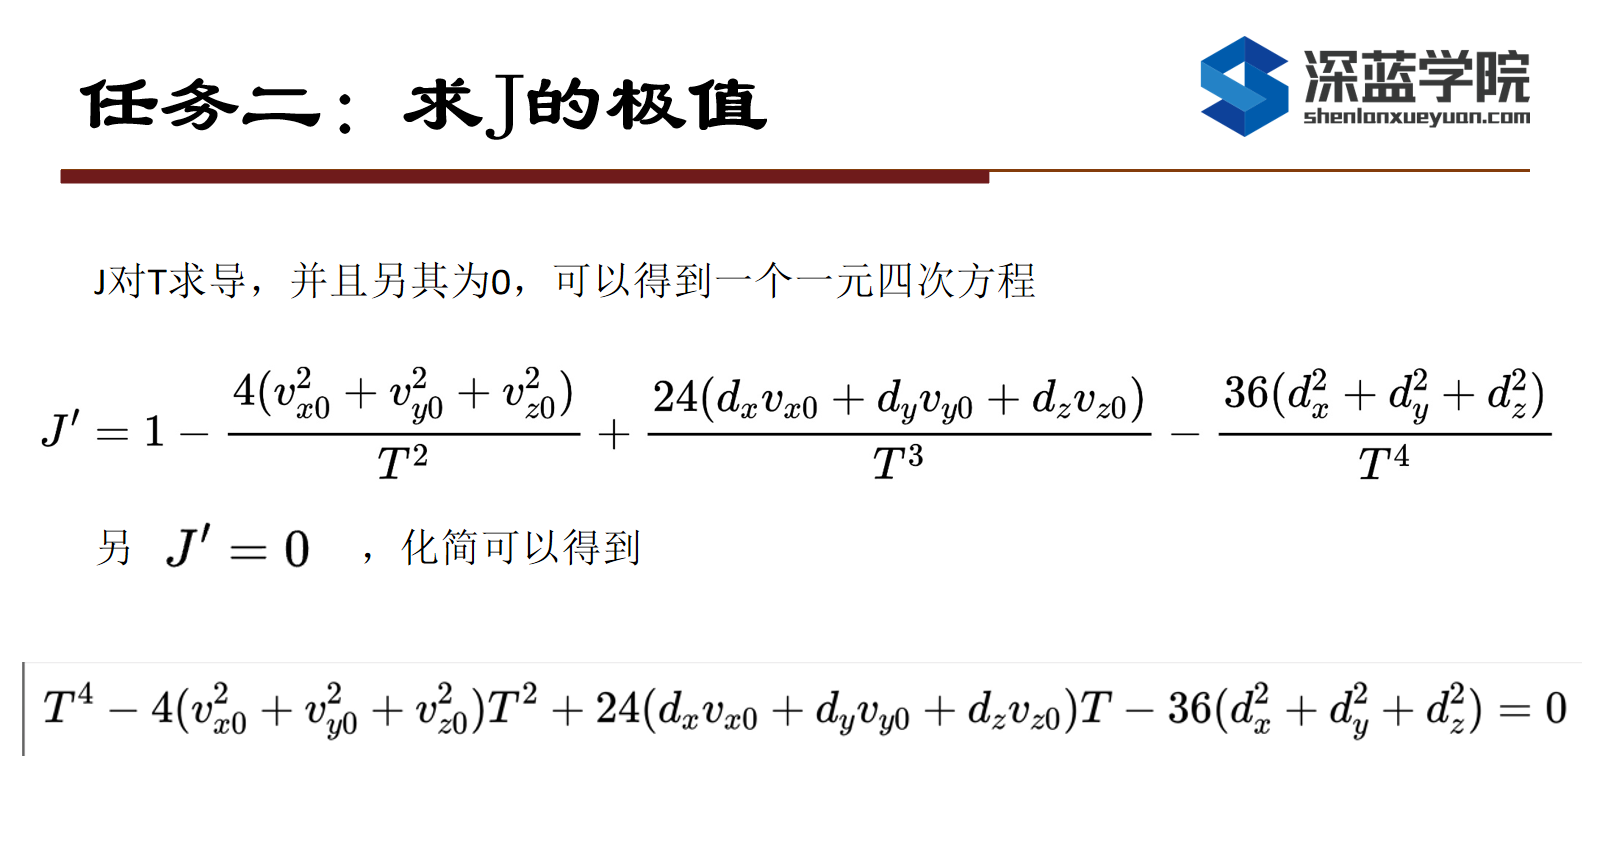 任务二：求J的极值
深蓝学院
shenlanxueyuan.com
J对T求导，并且另其为0，可以得到一个一元四次方程
J′ = 1 − \frac{4(v_{x0}^2 + v_{y0}^2 + v_{z0}^2)}{T^2} + \frac{24(d_x v_{x0} + d_y v_{y0} + d_z v_{z0})}{T^3} − \frac{36(d_x^2 + d_y^2 + d_z^2)}{T^4}
另 J′ = 0 ，化简可以得到
T^4 − 4(v_{x0}^2 + v_{y0}^2 + v_{z0}^2)T^2 + 24(d_x v_{x0} + d_y v_{y0} + d_z v_{z0})T − 36(d_x^2 + d_y^2 + d_z^2) = 0